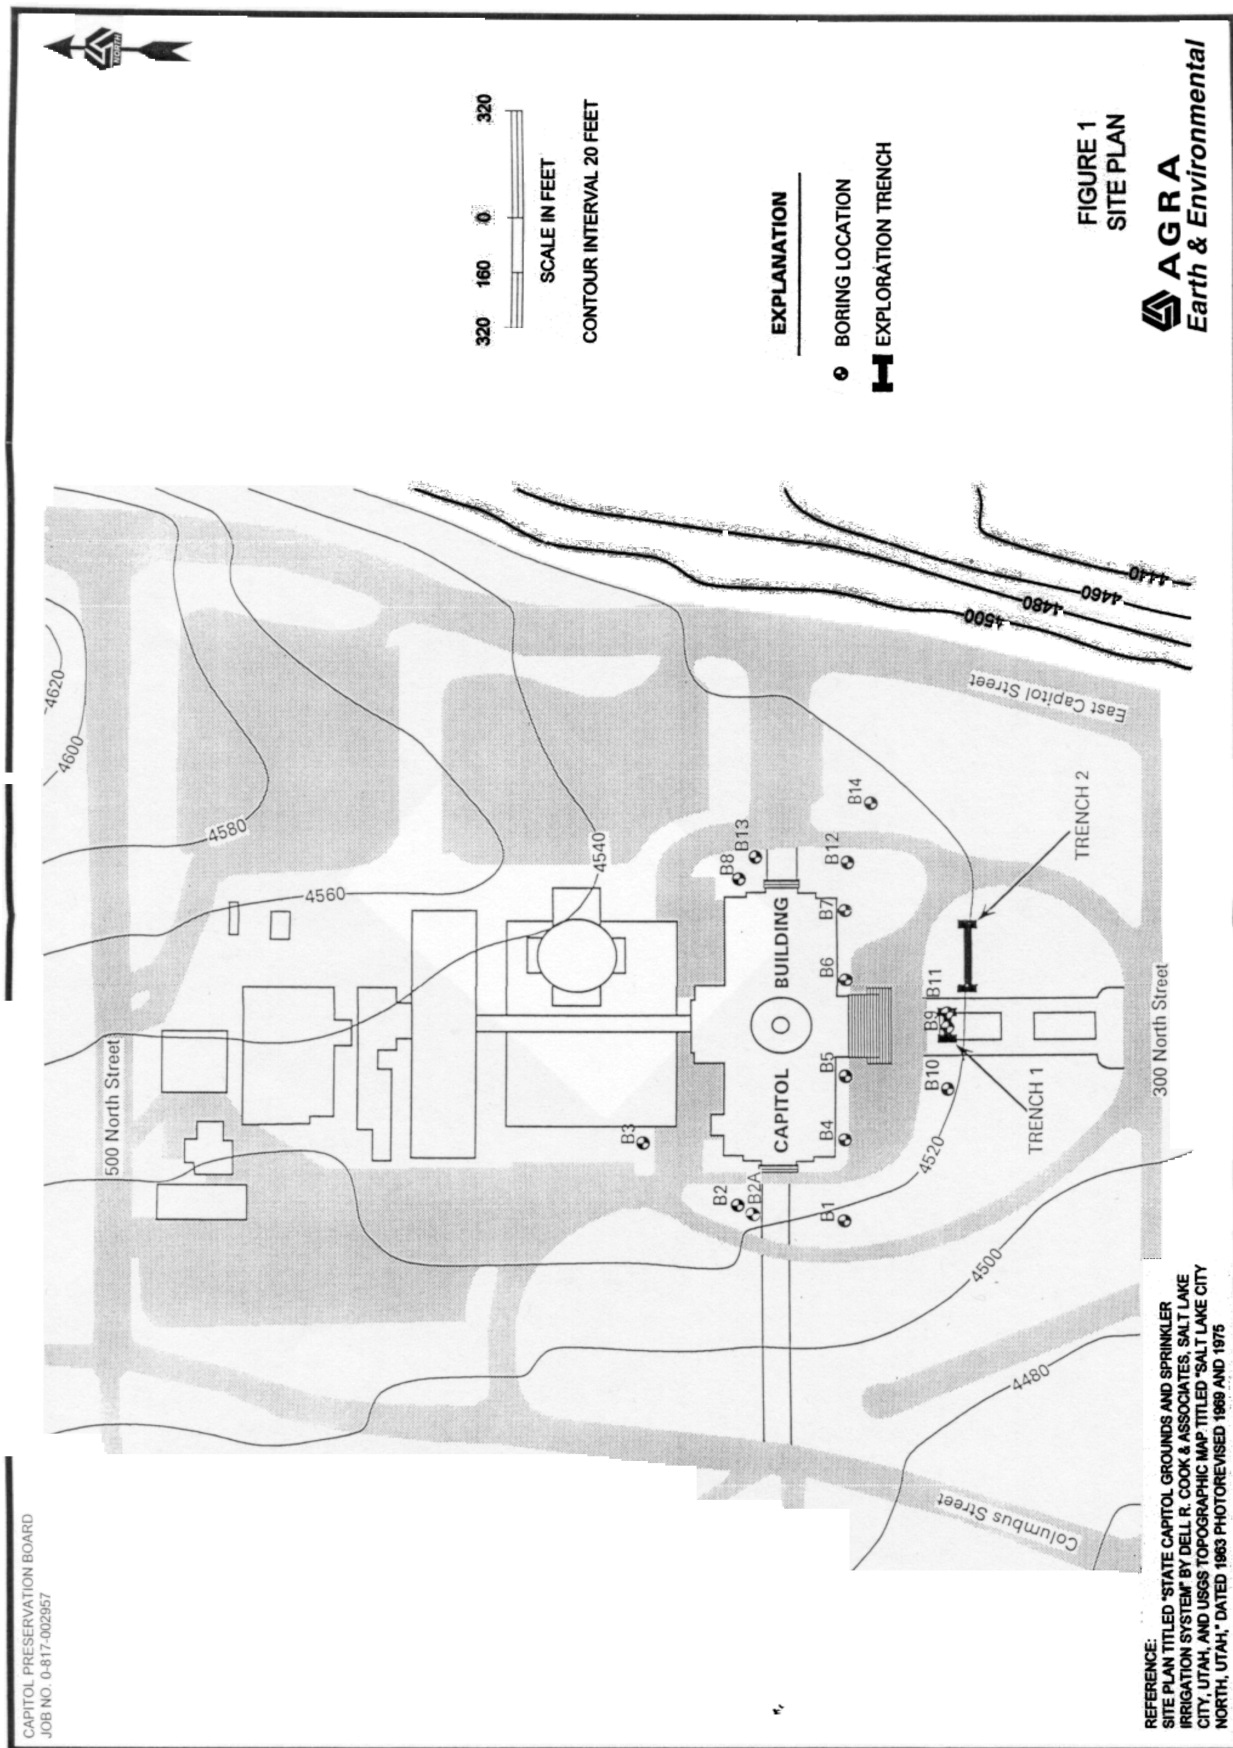 CAPITOL PRESERVATION BOARD
JOB NO. 0-817-002957
NORTH
320 160 0 320
SCALE IN FEET
CONTOUR INTERVAL 20 FEET
EXPLANATION
BORING LOCATION
EXPLORATION TRENCH
FIGURE 1
SITE PLAN
AGRA
Earth & Environmental
500 North Street
4620
4600
4580
4560
4540
B3
B2
B2A
B8
B13
CAPITOL BUILDING
B1
B4
B5
B6
B7
B12
B14
B10
B9
B11
4520
TRENCH 1
TRENCH 2
4500
4480
4500
4480
4460
4440
East Capitol Street
Columbus Street
300 North Street
REFERENCE:
SITE PLAN TITLED "STATE CAPITOL GROUNDS AND SPRINKLER
IRRIGATION SYSTEM" BY DELL R. COOK & ASSOCIATES, SALT LAKE
CITY, UTAH, AND USGS TOPOGRAPHIC MAP TITLED "SALT LAKE CITY
NORTH, UTAH," DATED 1963 PHOTOREVISED 1969 AND 1975